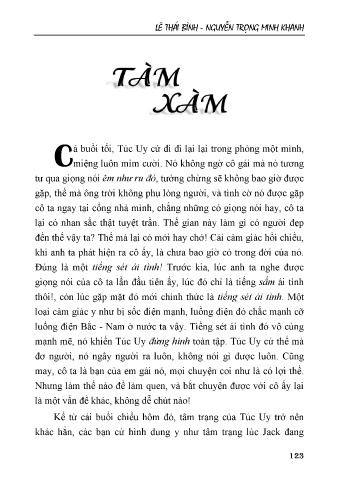 LÊ THÁI BÌNH - NGUYỄN TRỌNG MINH KHANH
TÀM
XÀM
Cả buổi tối, Túc Uy cứ đi đi lại lại trong phòng một mình,
miệng luôn mỉm cười. Nó không ngờ cô gái mà nó tương
tư qua giọng nói êm như ru đó, tưởng chừng sẽ không bao giờ được
gặp, thế mà ông trời không phụ lòng người, và tình cờ nó được gặp
cô ta ngay tại cổng nhà mình, chẳng những có giọng nói hay, cô ta
lại có nhan sắc thật tuyệt trần. Thế gian này làm gì có người đẹp
đến thế vậy ta? Thế mà lại có mới hay chớ! Cái cảm giác hồi chiều,
khi anh ta phát hiện ra cô ấy, là chưa bao giờ có trong đời của nó.
Đúng là một tiếng sét ái tình! Trước kia, lúc anh ta nghe được
giọng nói của cô ta lần đầu tiên ấy, lúc đó chỉ là tiếng sấm ái tình
thôi!, còn lúc gặp mặt đó mới chính thức là tiếng sét ái tình. Một
loại cảm giác y như bị sốc điện mạnh, luồng điện đó chắc mạnh cỡ
luồng điện Bắc - Nam ở nước ta vậy. Tiếng sét ái tình đó vô cùng
mạnh mẽ, nó khiến Túc Uy đứng hình toàn tập. Túc Uy cứ thế mà
đơ người, nó ngây người ra luôn, không nói gì được luôn. Cũng
may, cô ta là bạn của em gái nó, mọi chuyện coi như là có lợi thế.
Nhưng làm thế nào để làm quen, và bắt chuyện được với cô ấy lại
là một vấn đề khác, không dễ chút nào!
Kể từ cái buổi chiều hôm đó, tâm trạng của Túc Uy trở nên
khác hẳn, các bạn cứ hình dung y như tâm trạng lúc Jack đang
123